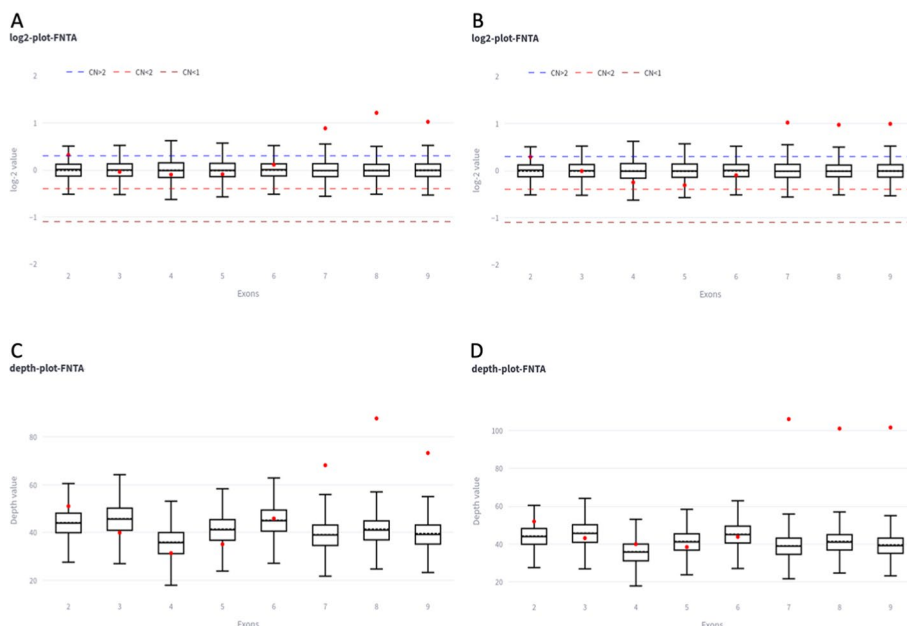 A
log2-plot-FNTA
CN>2 CN<2 CN<1
2
1
0
−1
−2
log-2 value
2 3 4 5 6 7 8 9
Exons
B
log2-plot-FNTA
CN>2 CN<2 CN<1
2
1
0
−1
−2
log-2 value
2 3 4 5 6 7 8 9
Exons
C
depth-plot-FNTA
80
60
40
20
Depth value
2 3 4 5 6 7 8 9
Exons
D
depth-plot-FNTA
100
80
60
40
20
Depth value
2 3 4 5 6 7 8 9
Exons